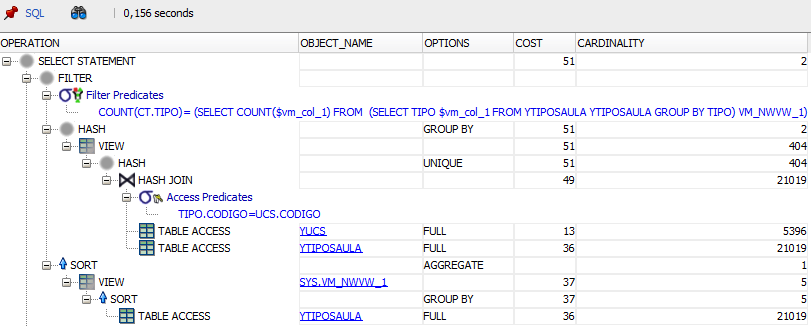 SQL | 0,156 seconds
OPERATION OBJECT_NAME OPTIONS COST CARDINALITY
SELECT STATEMENT 51 2
FILTER
Filter Predicates
COUNT(CT.TIPO)= (SELECT COUNT($vm_col_1) FROM (SELECT TIPO $vm_col_1 FROM YTIPOSAULA YTIPOSAULA GROUP BY TIPO) VM_NWVW_1)
HASH GROUP BY 51 2
VIEW 51 404
HASH UNIQUE 51 404
HASH JOIN 49 21019
Access Predicates
TIPO.CODIGO=UCS.CODIGO
TABLE ACCESS YUCS FULL 13 5396
TABLE ACCESS YTIPOSAULA FULL 36 21019
SORT AGGREGATE 1
VIEW SYS.VM_NWVW_1 37 5
SORT GROUP BY 37 5
TABLE ACCESS YTIPOSAULA FULL 36 21019